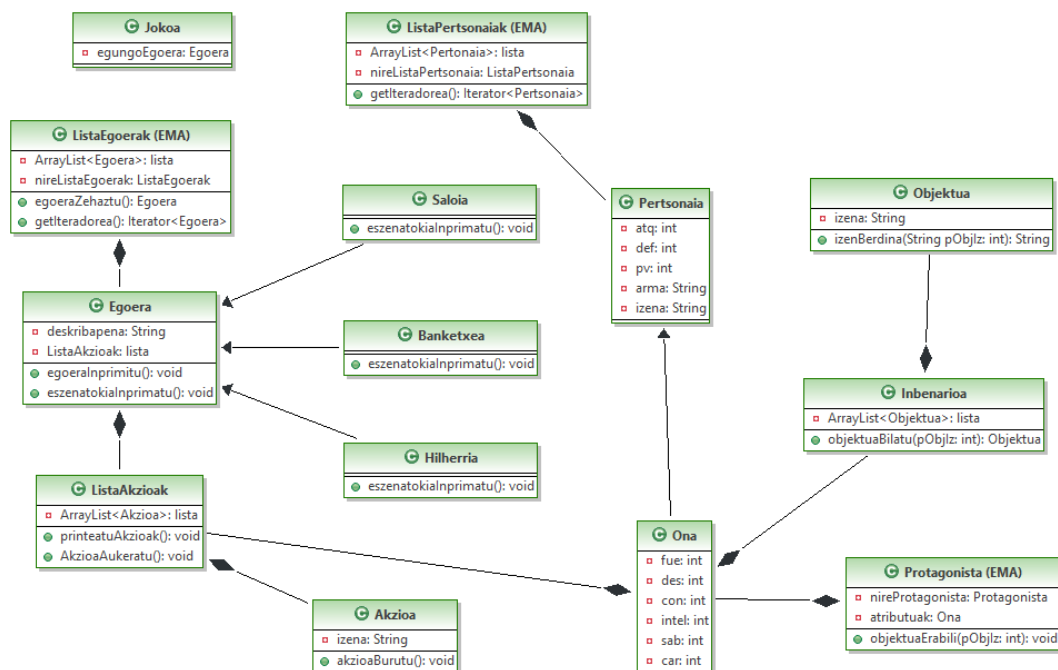 Jokoa
egungoEgoera: Egoera
ListaPertsonaiak (EMA)
ArrayList<Pertonaia>: lista
nireListaPertsonaia: ListaPertsonaia
getIteradorea(): Iterator<Pertsonaia>
ListaEgoerak (EMA)
ArrayList<Egoera>: lista
nireListaEgoerak: ListaEgoerak
egoeraZehaztu(): Egoera
getIteradorea(): Iterator<Egoera>
Saloia
eszenatokiaInprimatu(): void
Pertsonaia
atq: int
def: int
pv: int
arma: String
izena: String
Objektua
izena: String
izenBerdina(String pObjIz: int): String
Egoera
deskribapena: String
ListaAkzioak: lista
egoeraInprimitu(): void
eszenatokiaInprimatu(): void
Banketxea
eszenatokiaInprimatu(): void
Inbenarioa
ArrayList<Objektua>: lista
objektuaBilatu(pObjIz: int): Objektua
Hilherria
eszenatokiaInprimatu(): void
ListaAkzioak
ArrayList<Akzioa>: lista
printeatuAkzioak(): void
AkzioaAukeratu(): void
Ona
fue: int
des: int
con: int
intel: int
sab: int
car: int
Protagonista (EMA)
nireProtagonista: Protagonista
atributuak: Ona
objektuaErabili(pObjIz: int): void
Akzioa
izena: String
akzioaBurutu(): void